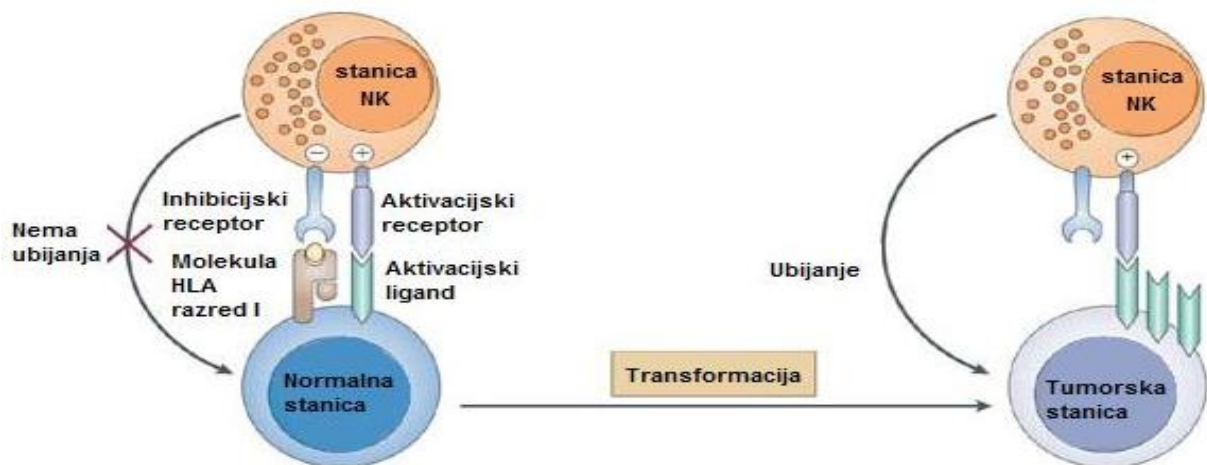 stanica
NK
Inhibicijski
receptor
Aktivacijski
receptor
Nema
ubijanja
Molekula
HLA
razred I
Aktivacijski
ligand
Normalna
stanica
Transformacija
stanica
NK
Ubijanje
Tumorska
stanica